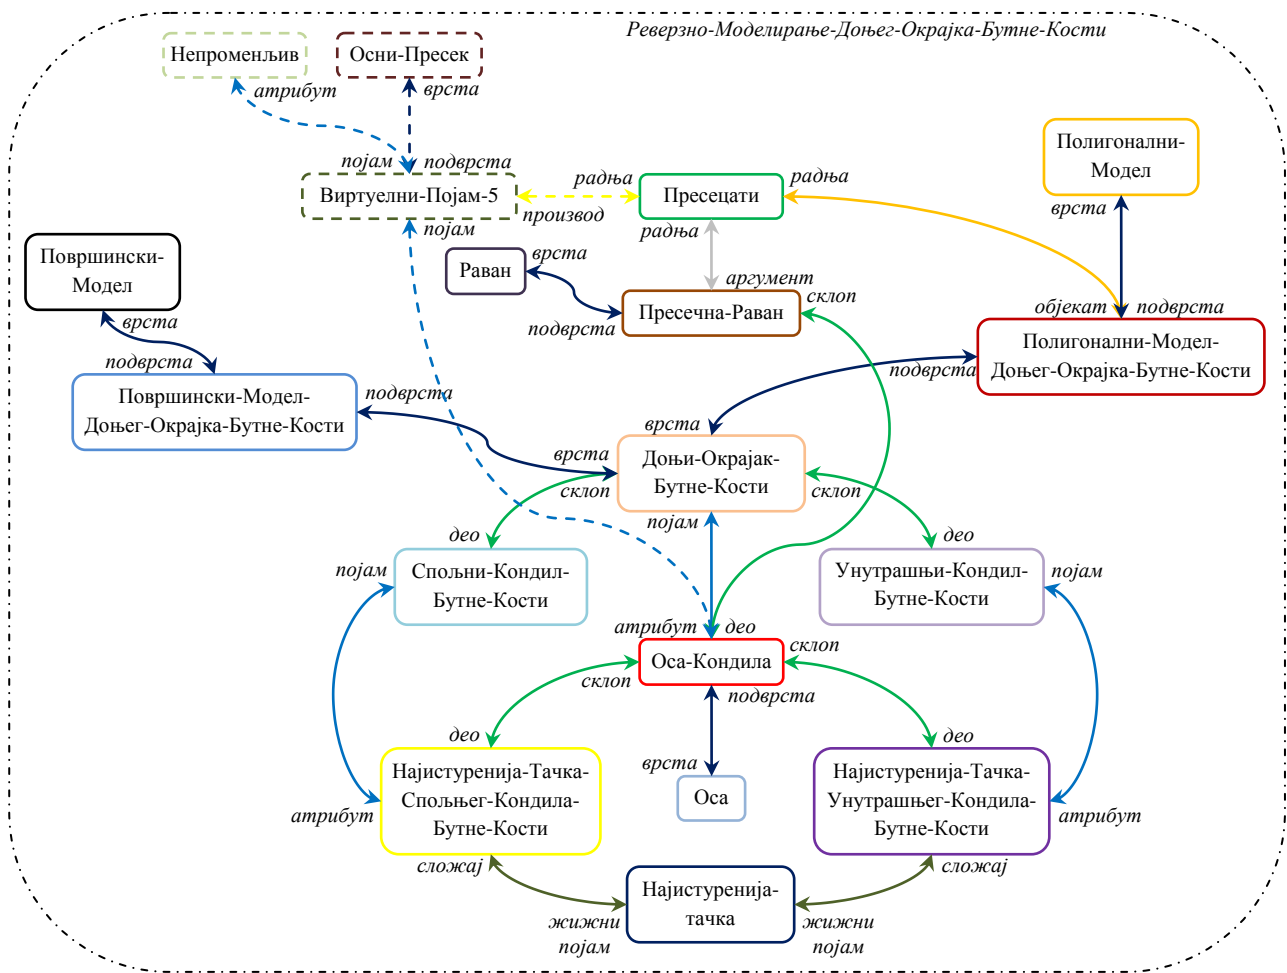 Реверзно-Моделирање-Доњег-Окрајка-Бутне-Кости
Непроменљив
Осни-Пресек
атрибут
врста
појам
подврста
Виртуелни-Појам-5
појам
радња
производ
Пресецати
радња
радња
Полигонални-
Модел
врста
Површински-
Модел
врста
подврста
Раван
врста
подврста
аргумент
Пресечна-Раван
склоп
објекат
подврста
Полигонални-Модел-
Доњег-Окрајка-Бутне-Кости
подврста
Површински-Модел-
Доњег-Окрајка-Бутне-Кости
подврста
врста
врста
Доњи-Окрајак-
Бутне-Кости
склоп
склоп
појам
део
део
појам
Спољни-Кондил-
Бутне-Кости
Унутрашњи-Кондил-
Бутне-Кости
појам
атрибут
део
Оса-Кондила
склоп
склоп
подврста
део
део
врста
Оса
Најистуренија-Тачка-
Спољњег-Кондила-
Бутне-Кости
атрибут
Најистуренија-Тачка-
Унутрашњег-Кондила-
Бутне-Кости
атрибут
сложај
сложај
Најистуренија-
тачка
жижни
појам
жижни
појам